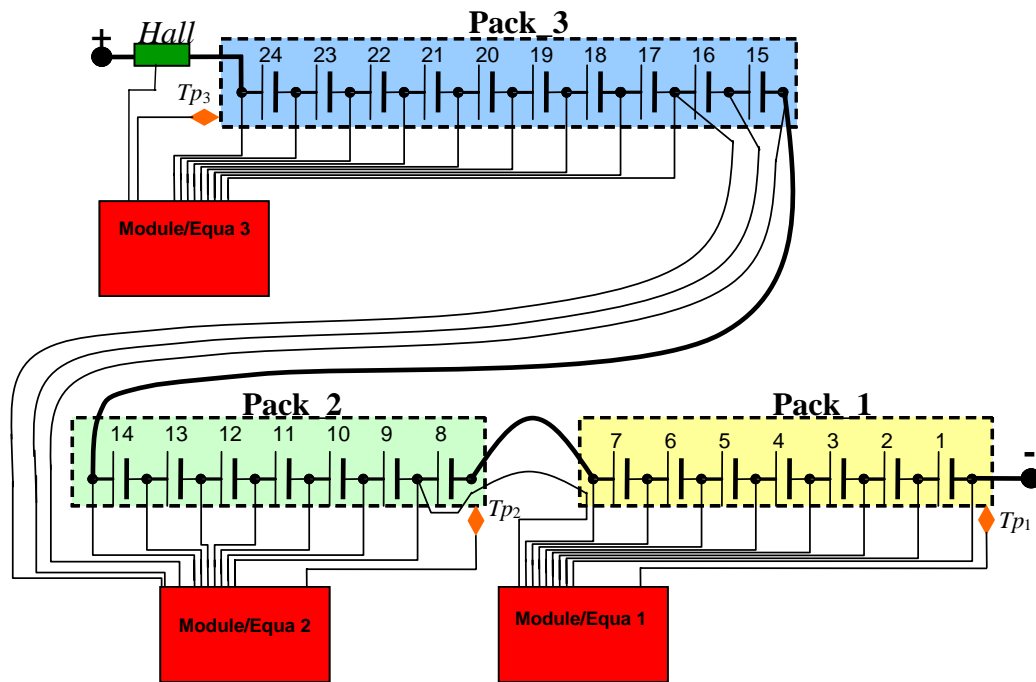 Pack_3
+
Hall
24 23 22 21 20 19 18 17 16 15
Tp3
Module/Equa 3
Pack_2
Pack_1
14 13 12 11 10 9 8
7 6 5 4 3 2 1
-
Tp2
Tp1
Module/Equa 2
Module/Equa 1